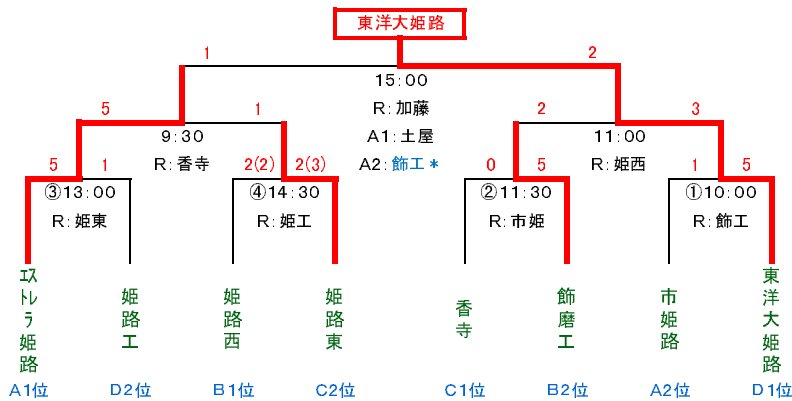 東洋大姫路
1
2
15:00
R:加藤
A1:土屋
A2:飾工*
5
1
2
3
9:30
R:香寺
11:00
R:姫西
5
1
2(2)
2(3)
0
5
1
5
③13:00
R:姫東
④14:30
R:姫工
②11:30
R:市姫
①10:00
R:飾工
ｴｽﾄﾚラ姫路
姫路工
姫路西
姫路東
香寺
飾磨工
市姫路
東洋大姫路
A1位
D2位
B1位
C2位
C1位
B2位
A2位
D1位